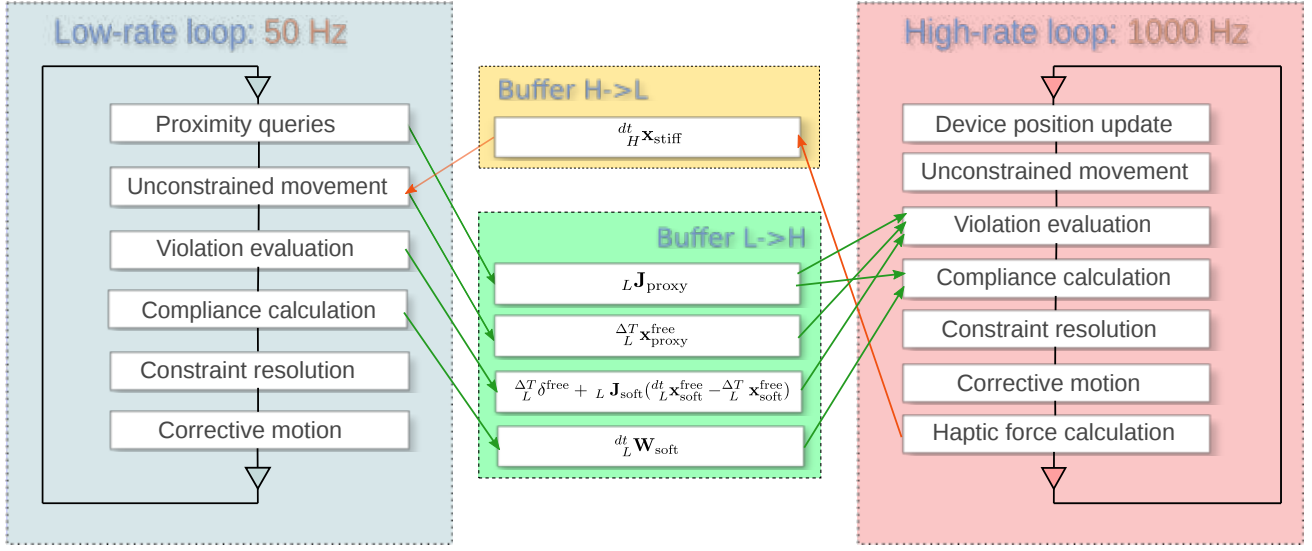 Low-rate loop: 50 Hz
Proximity queries
Unconstrained movement
Violation evaluation
Compliance calculation
Constraint resolution
Corrective motion
Buffer H->L
$^{dt}_{H}\mathbf{x}_{\text{stiff}}$
Buffer L->H
$_{L}\mathbf{J}_{\text{proxy}}$
$^{\Delta T}_{L}\mathbf{x}^{\text{free}}_{\text{proxy}}$
$^{\Delta T}_{L}\delta^{\text{free}} + {}_{L}\mathbf{J}_{\text{soft}}(^{dt}_{L}\mathbf{x}^{\text{free}}_{\text{soft}} - ^{\Delta T}_{L}\mathbf{x}^{\text{free}}_{\text{soft}})$
$^{dt}_{L}\mathbf{W}_{\text{soft}}$
High-rate loop: 1000 Hz
Device position update
Unconstrained movement
Violation evaluation
Compliance calculation
Constraint resolution
Corrective motion
Haptic force calculation